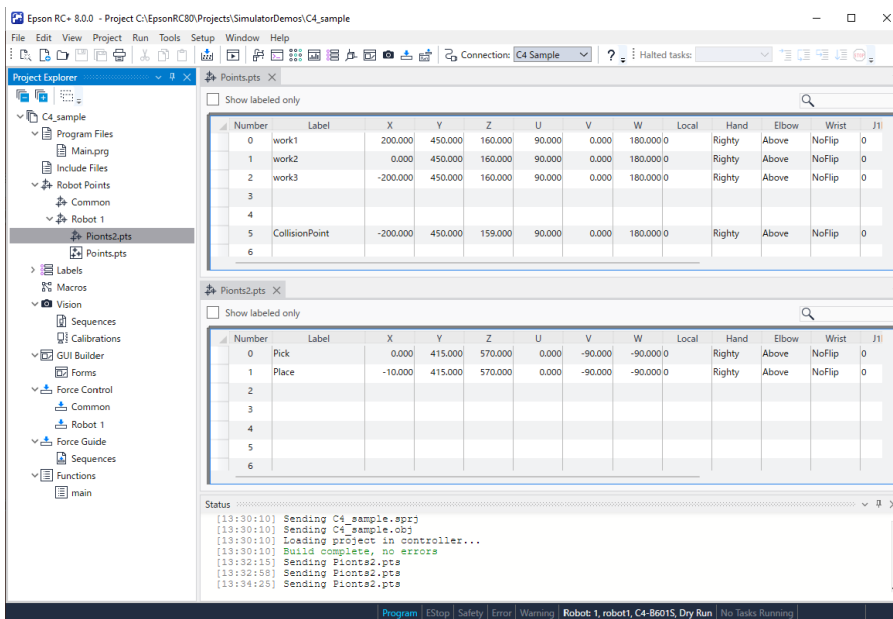 Epson RC+ 8.0.0 - Project C:\EpsonRC80\Projects\SimulatorDemos\C4_sample
File Edit View Project Run Tools Setup Window Help
Connection: C4 Sample ? Halted tasks:
Project Explorer
C4_sample
Program Files
Main.prg
Include Files
Robot Points
Common
Robot 1
Pionts2.pts
Points.pts
Labels
Macros
Vision
Sequences
Calibrations
GUI Builder
Forms
Force Control
Common
Robot 1
Force Guide
Sequences
Functions
main
Points.pts
Show labeled only
Number Label X Y Z U V W Local Hand Elbow Wrist J1
0 work1 200.000 450.000 160.000 90.000 0.000 180.000 0 Righty Above NoFlip 0
1 work2 0.000 450.000 160.000 90.000 0.000 180.000 0 Righty Above NoFlip 0
2 work3 -200.000 450.000 160.000 90.000 0.000 180.000 0 Righty Above NoFlip 0
3
4
5 CollisionPoint -200.000 450.000 159.000 90.000 0.000 180.000 0 Righty Above NoFlip 0
6
Pionts2.pts
Show labeled only
Number Label X Y Z U V W Local Hand Elbow Wrist J1
0 Pick 0.000 415.000 570.000 0.000 -90.000 -90.000 0 Righty Above NoFlip 0
1 Place -10.000 415.000 570.000 0.000 -90.000 -90.000 0 Righty Above NoFlip 0
2
3
4
5
6
Status
[13:30:10] Sending C4_sample.sprj
[13:30:10] Sending C4_sample.obj
[13:30:10] Loading project in controller...
[13:30:10] Build complete, no errors
[13:32:15] Sending Pionts2.pts
[13:32:58] Sending Pionts2.pts
[13:34:25] Sending Pionts2.pts
Program EStop Safety Error Warning Robot: 1, robot1, C4-B601S, Dry Run No Tasks Running